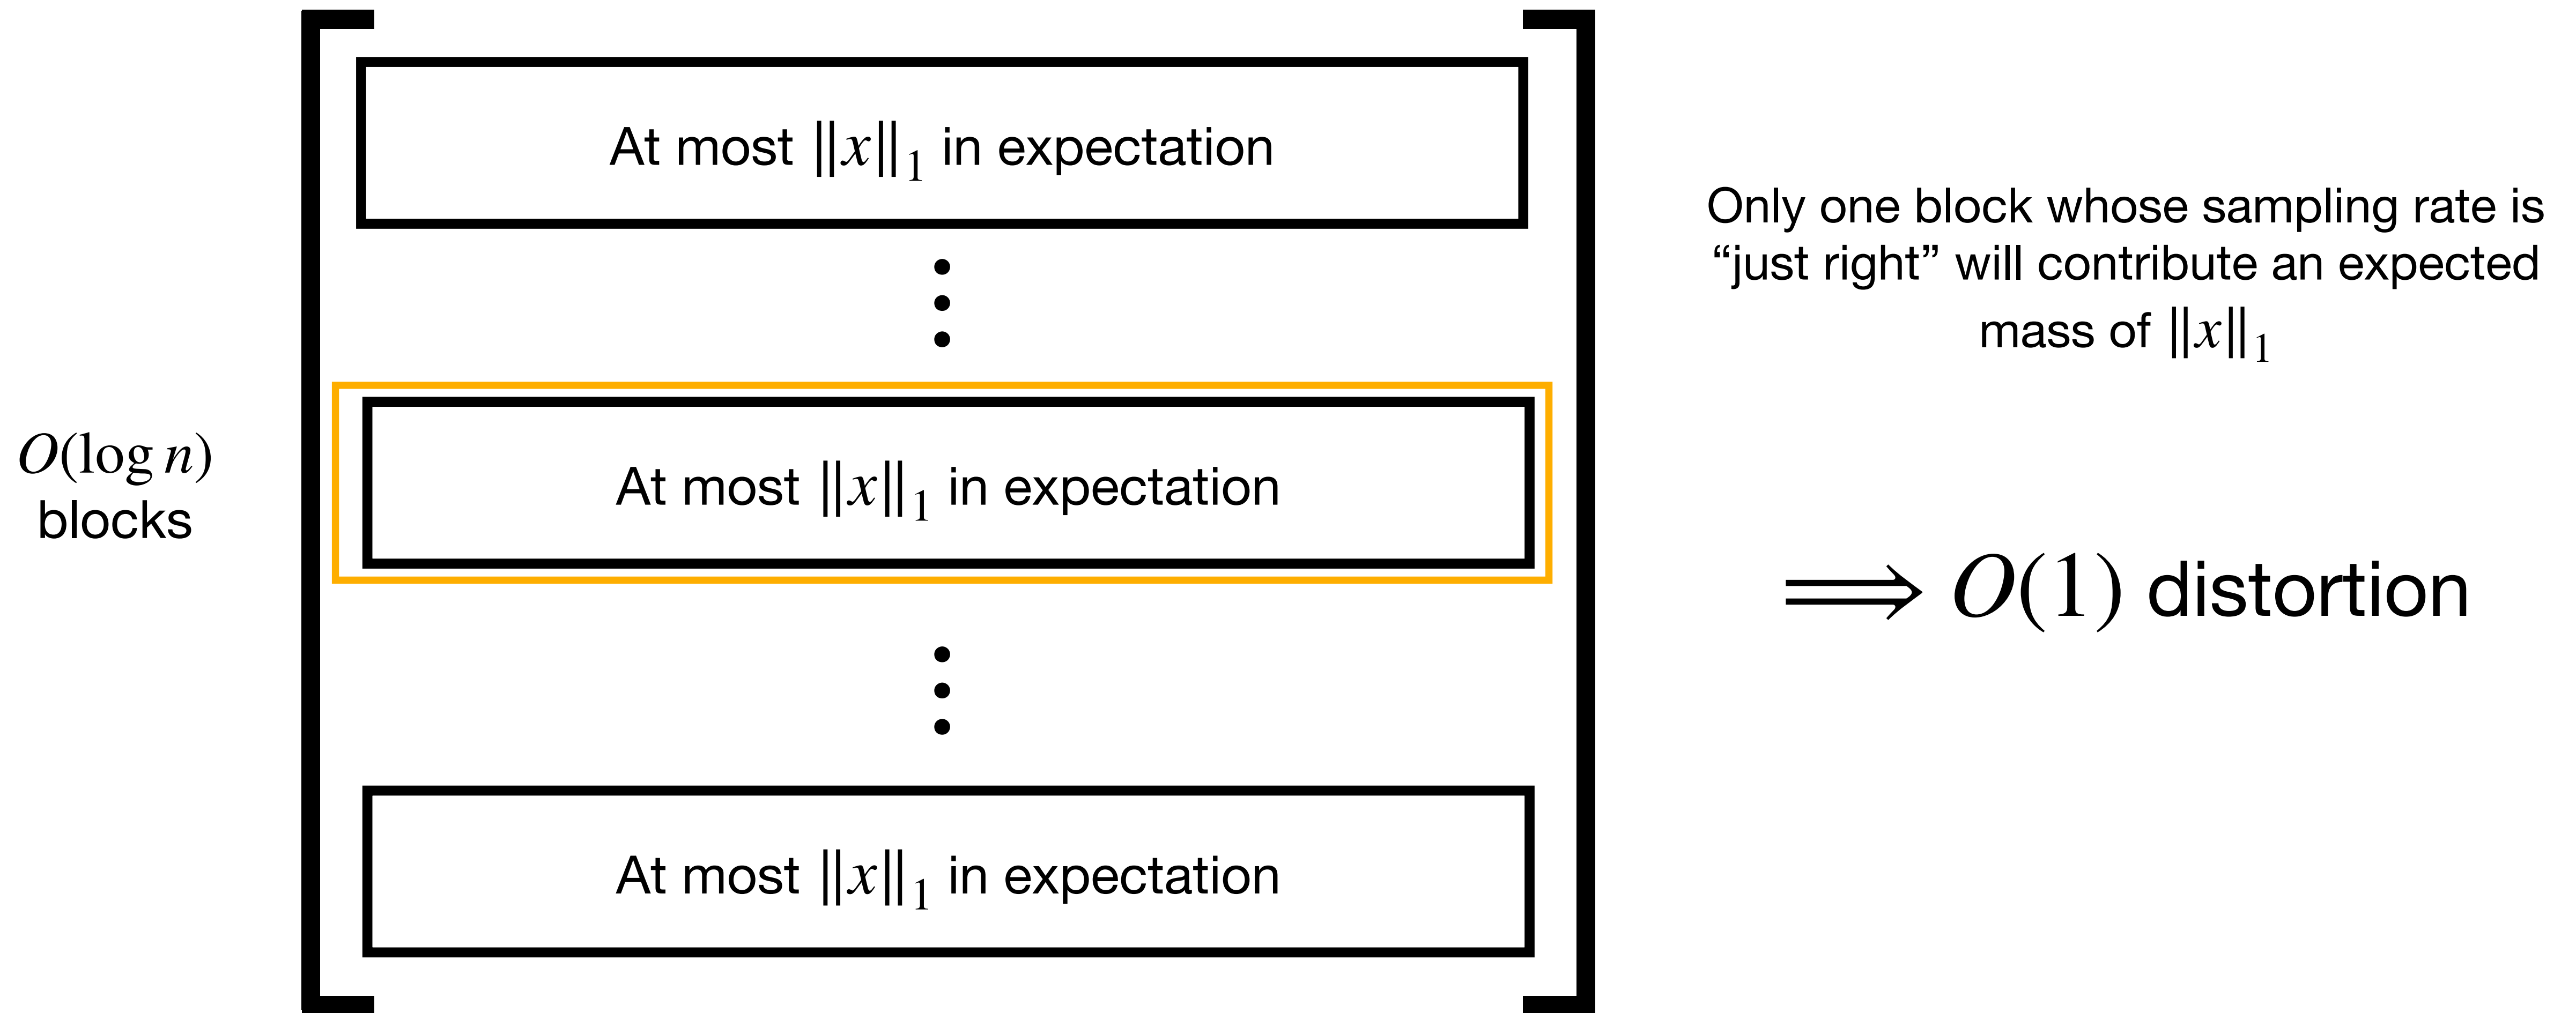 At most ‖x‖₁ in expectation
Only one block whose sampling rate is
“just right” will contribute an expected
mass of ‖x‖₁
O(log n)
blocks
At most ‖x‖₁ in expectation
⟹ O(1) distortion
At most ‖x‖₁ in expectation